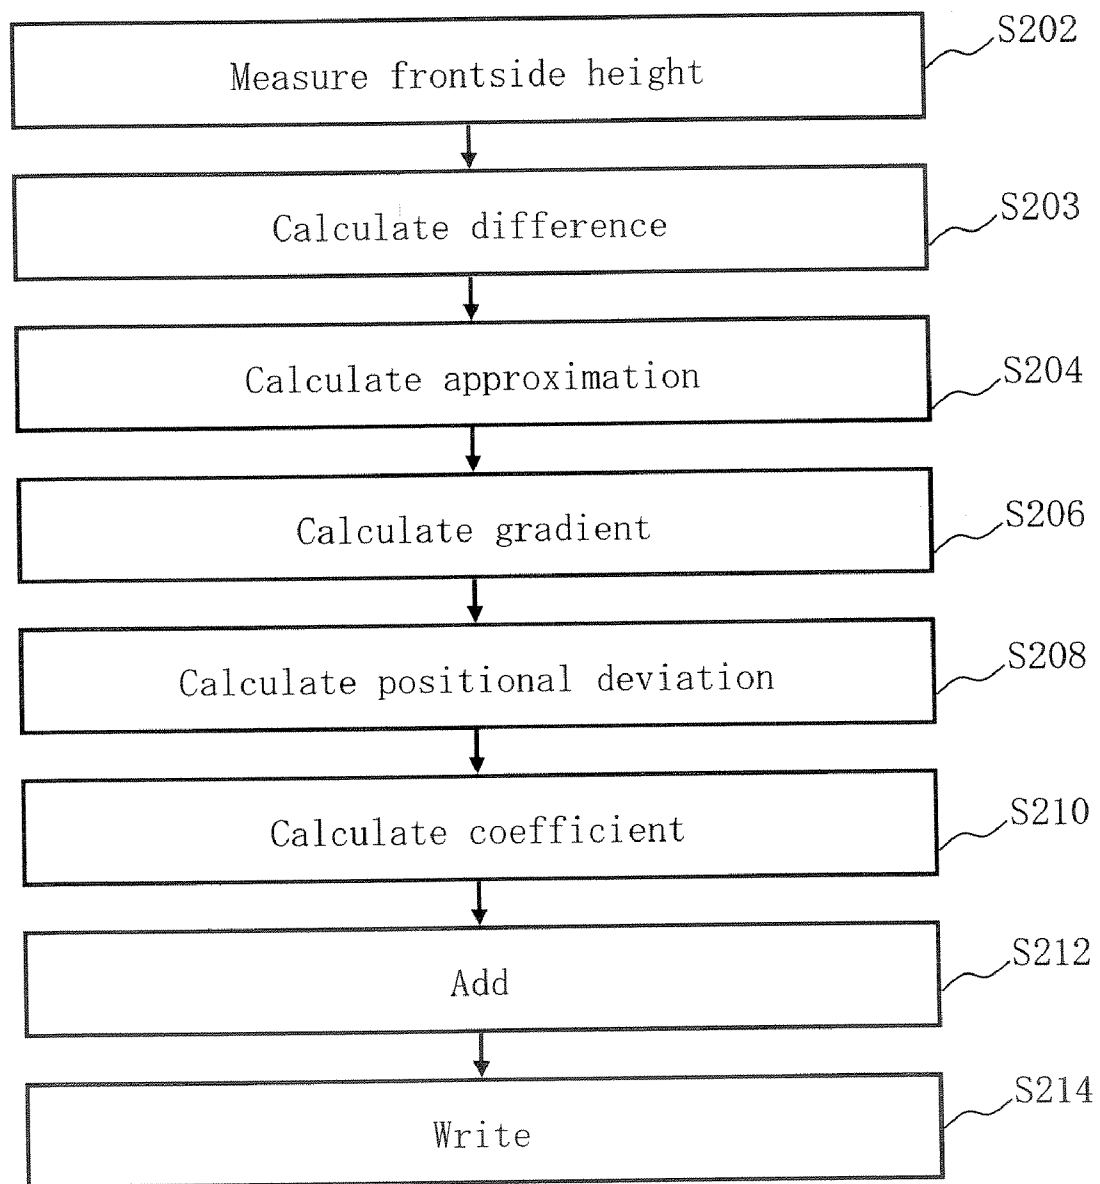 Measure frontside height
S202
Calculate difference
S203
Calculate approximation
S204
Calculate gradient
S206
Calculate positional deviation
S208
Calculate coefficient
S210
Add
S212
Write
S214